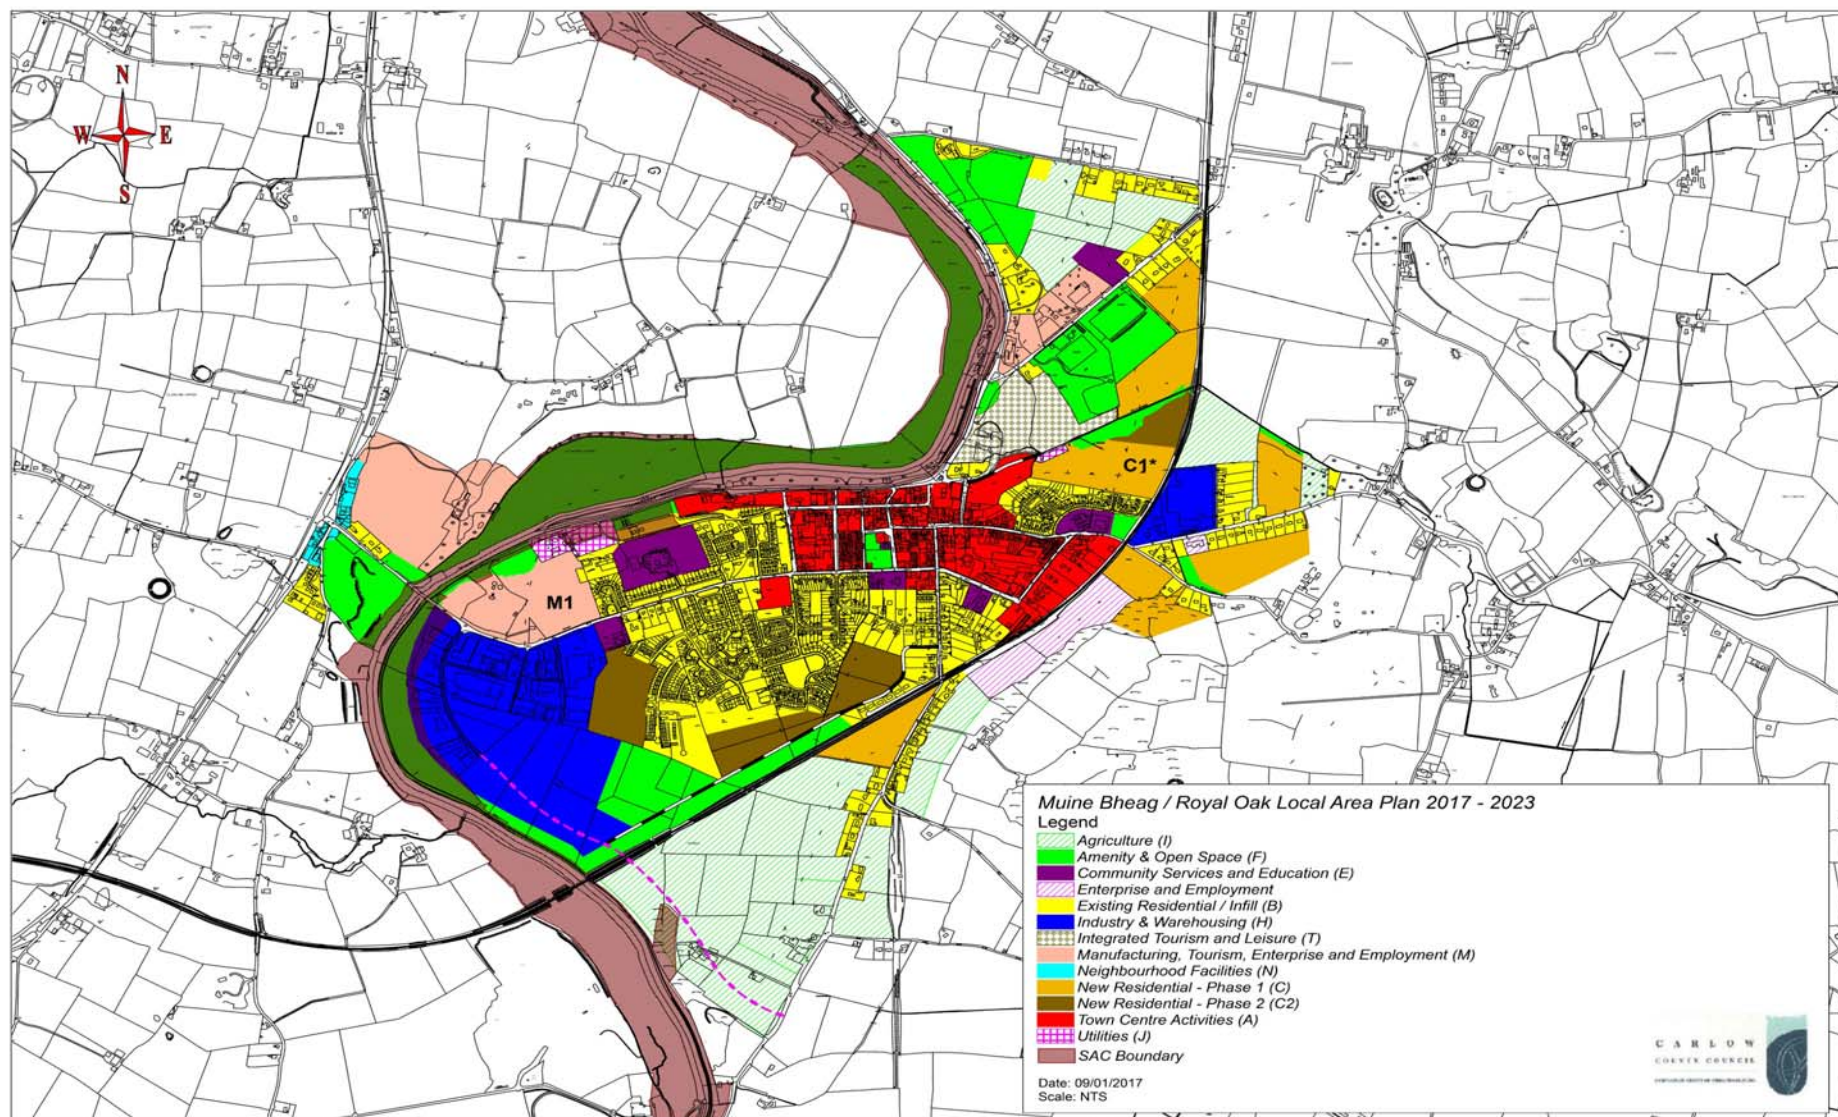 N
W E
S
C1*
M1
Muine Bheag / Royal Oak Local Area Plan 2017 - 2023
Legend
Agriculture (I)
Amenity & Open Space (F)
Community Services and Education (E)
Enterprise and Employment
Existing Residential / Infill (B)
Industry & Warehousing (H)
Integrated Tourism and Leisure (T)
Manufacturing, Tourism, Enterprise and Employment (M)
Neighbourhood Facilities (N)
New Residential - Phase 1 (C)
New Residential - Phase 2 (C2)
Town Centre Activities (A)
Utilities (J)
SAC Boundary
Date: 09/01/2017
Scale: NTS
CARLOW
COUNTY COUNCIL